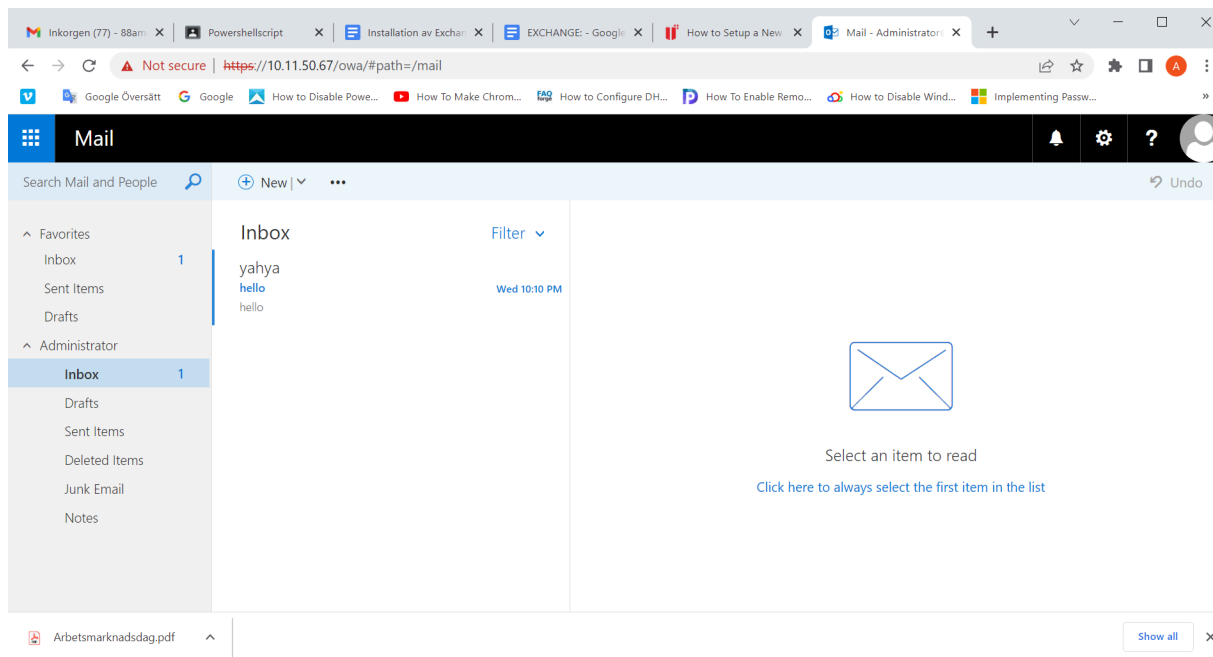 Inkorgen (77) - 88am
Powershellscript
Installation av Exchan
EXCHANGE: - Google
How to Setup a New
Mail - Administrator
Not secure | https://10.11.50.67/owa/#path=/mail
A
Google Översätt
Google
How to Disable Powe...
How To Make Chrom...
FAQ forge
How to Configure DH...
How To Enable Remo...
How to Disable Wind...
Implementing Passw...
»
Mail
?
Search Mail and People
New
Undo
Favorites
Inbox 1
Sent Items
Drafts
Administrator
Inbox 1
Drafts
Sent Items
Deleted Items
Junk Email
Notes
Inbox
Filter
yahya
hello Wed 10:10 PM
hello
Select an item to read
Click here to always select the first item in the list
Arbetsmarknadsdag.pdf
Show all